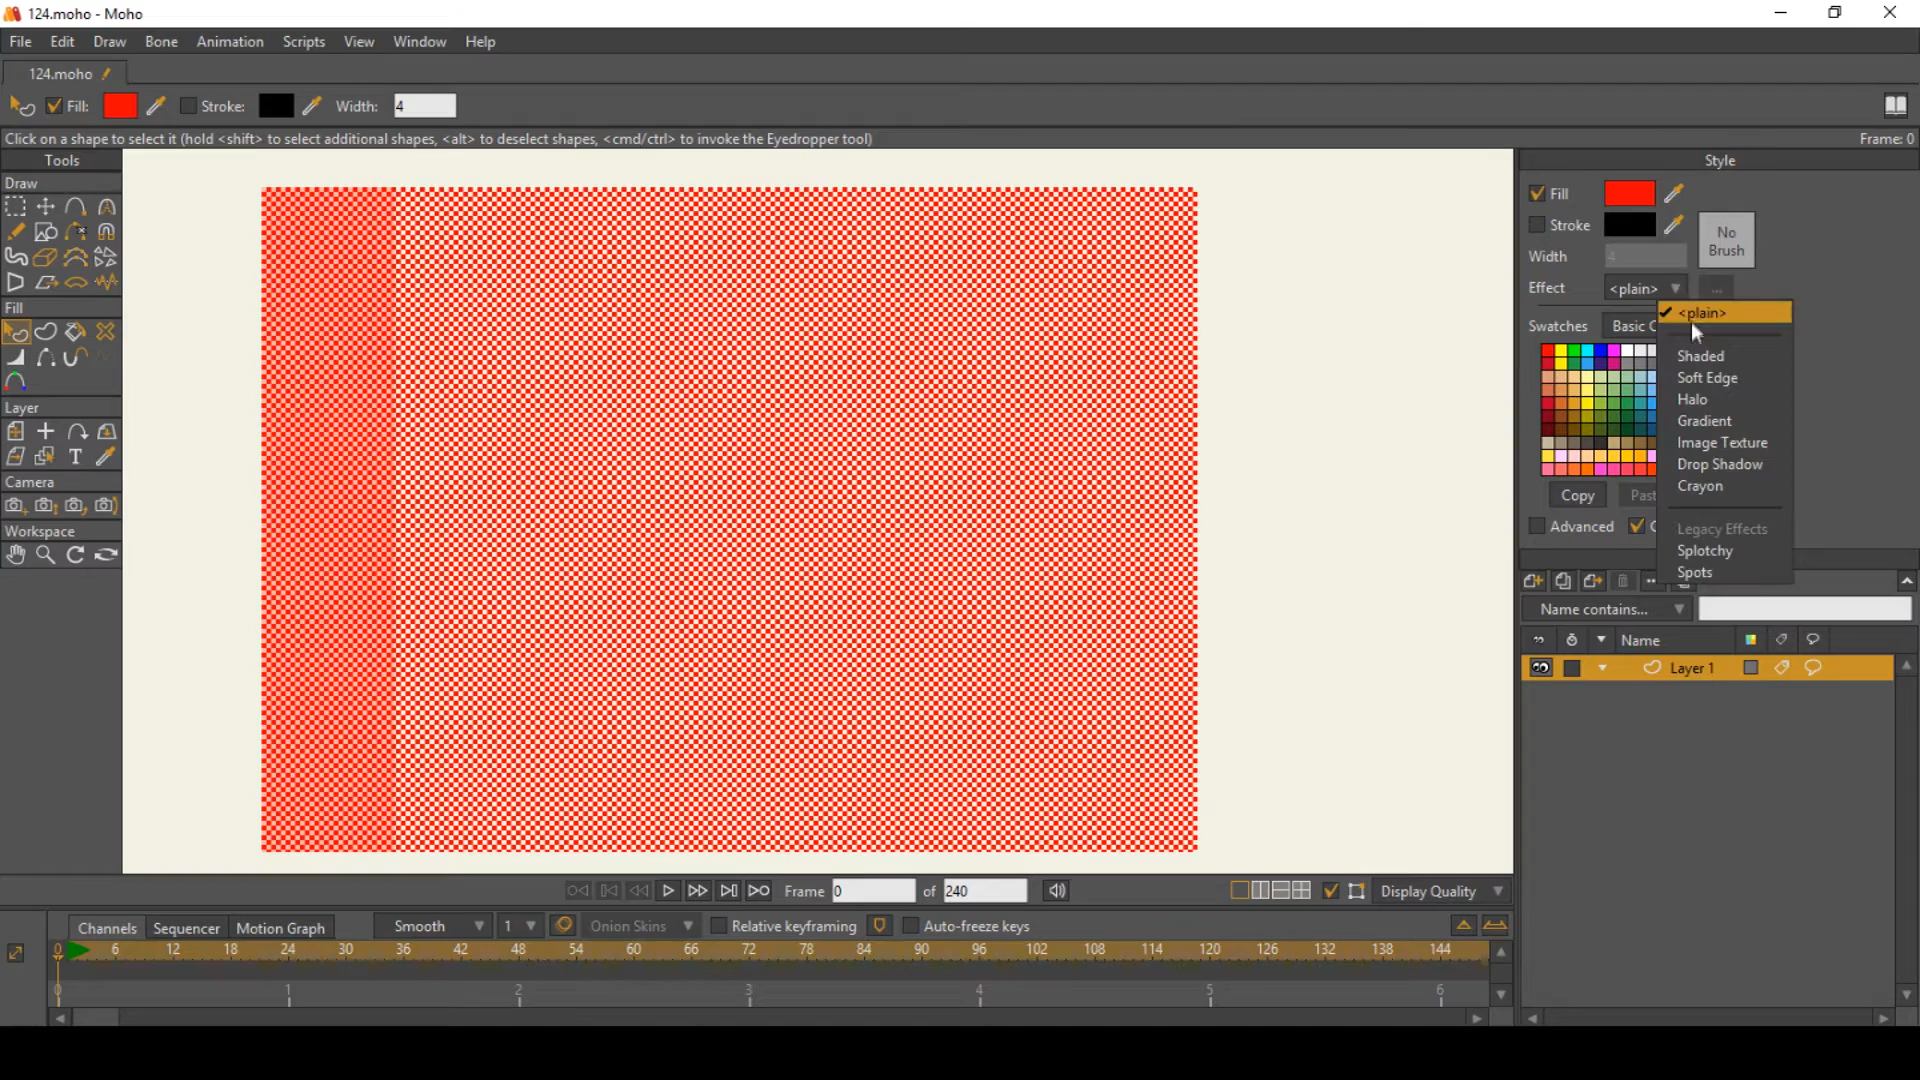 124.moho - Moho
File Edit Draw Bone Animation Scripts View Window Help
124.moho
Fill: Stroke: Width: 4
Click on a shape to select it (hold <shift> to select additional shapes, <alt> to deselect shapes, <cmd/ctrl> to invoke the Eyedropper tool) Frame: 0
Tools
Draw
Fill
Layer
T
Camera
Workspace
Style
Fill
Stroke
No
Brush
Width 4
Effect <plain> ...
<plain>
Swatches Basic C
Shaded
Soft Edge
Halo
Gradient
Image Texture
Drop Shadow
Crayon
Copy Past
Advanced C
Legacy Effects
Splotchy
Spots
Name contains...
Name
Layer 1
Frame 0 of 240 Display Quality
Channels Sequencer Motion Graph Smooth 1 Onion Skins Relative keyframing Auto-freeze keys
0 6 12 18 24 30 36 42 48 54 60 66 72 78 84 90 96 102 108 114 120 126 132 138 144
0 1 2 3 4 5 6